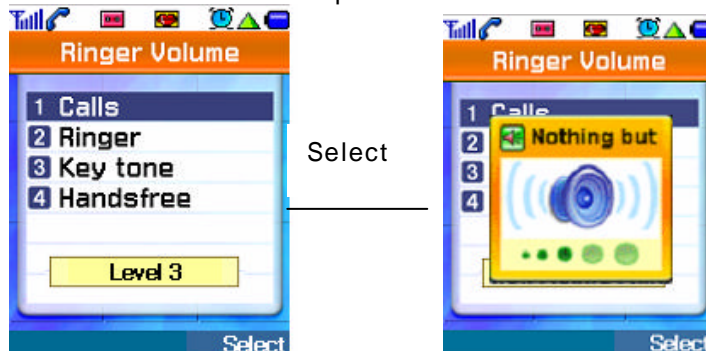 Ringer Volume
1 Calls
2 Ringer
3 Key tone
4 Handsfree
Level 3
Select
Select
Ringer Volume
1 Calls
Nothing but
2
3
4
Select